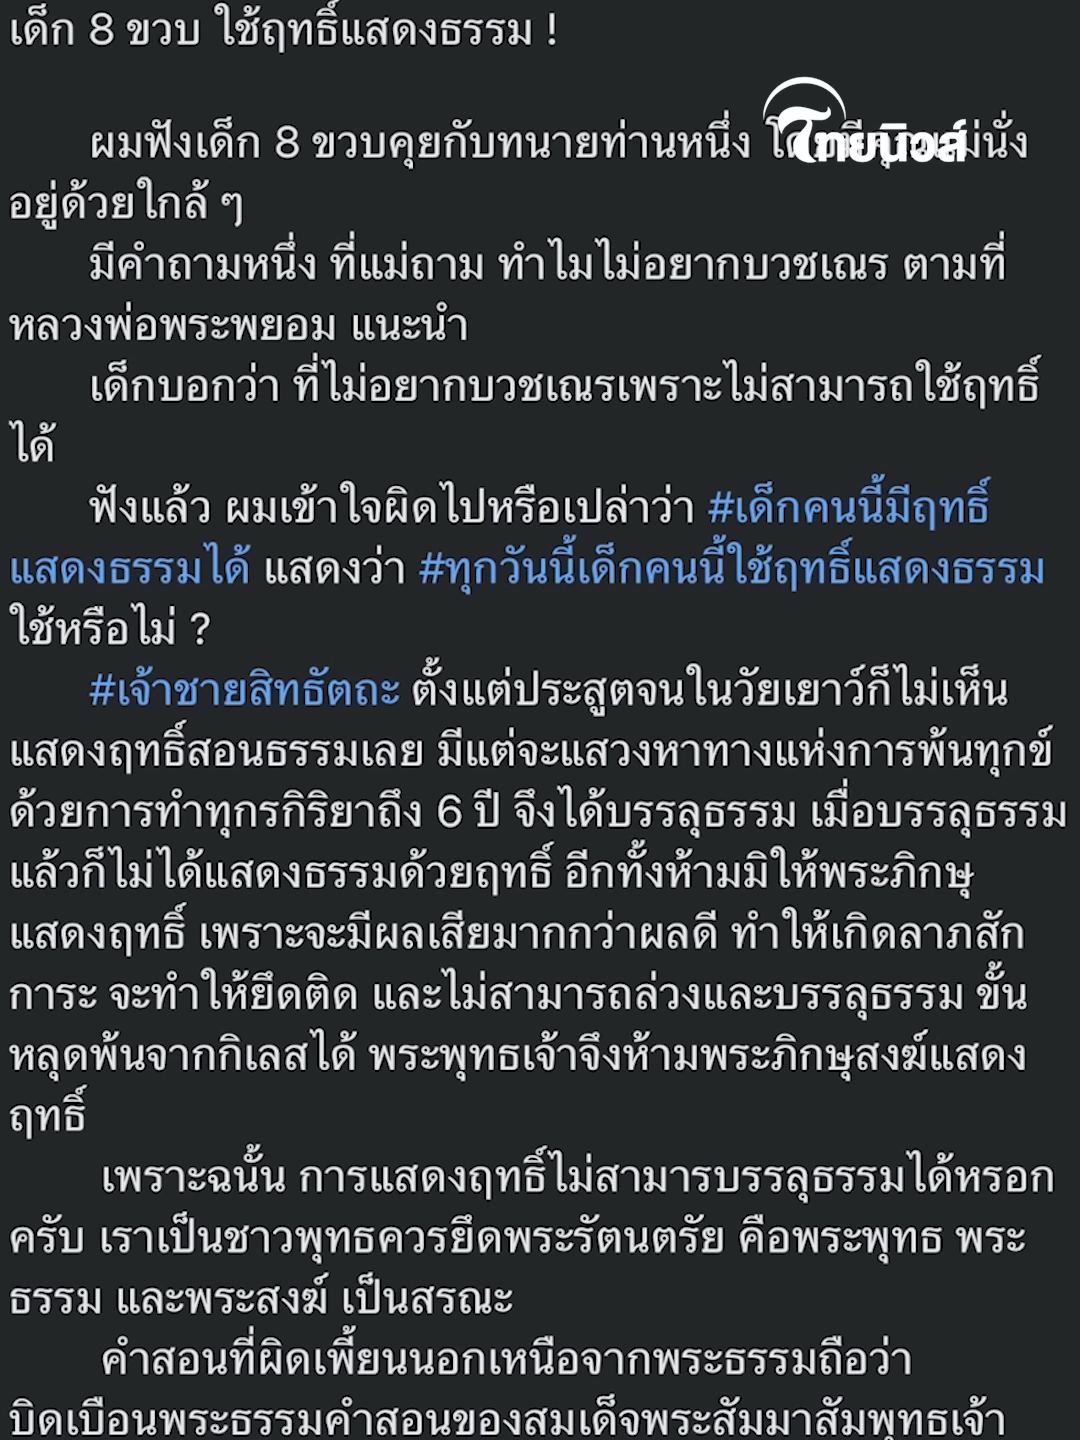 เด็ก 8 ขวบ ใช้ฤทธิ์แสดงธรรม !
ไทยนิวส์
ผมฟังเด็ก 8 ขวบคุยกับทนายท่านหนึ่ง
อยู่ด้วยใกล้ ๆ
มีคำถามหนึ่ง ที่แม่ถาม ทำไมไม่อยากบวชเณร ตามที่
หลวงพ่อพระพยอม แนะนำ
เด็กบอกว่า ที่ไม่อยากบวชเณรเพราะไม่สามารถใช้ฤทธิ์
ได้
ฟังแล้ว ผมเข้าใจผิดไปหรือเปล่าว่า #เด็กคนนี้มีฤทธิ์
แสดงธรรมได้ แสดงว่า #ทุกวันนี้เด็กคนนี้ใช้ฤทธิ์แสดงธรรม
ใช้หรือไม่ ?
#เจ้าชายสิทธัตถะ ตั้งแต่ประสูตจนในวัยเยาว์ก็ไม่เห็น
แสดงฤทธิ์สอนธรรมเลย มีแต่จะแสวงหาทางแห่งการพ้นทุกข์
ด้วยการทำทุกรกิริยาถึง 6 ปี จึงได้บรรลุธรรม เมื่อบรรลุธรรม
แล้วก็ไม่ได้แสดงธรรมด้วยฤทธิ์ อีกทั้งห้ามมิให้พระภิกษุ
แสดงฤทธิ์ เพราะจะมีผลเสียมากกว่าผลดี ทำให้เกิดลาภสัก
การะ จะทำให้ยึดติด และไม่สามารถล่วงและบรรลุธรรม ขั้น
หลุดพ้นจากกิเลสได้ พระพุทธเจ้าจึงห้ามพระภิกษุสงฆ์แสดง
ฤทธิ์
เพราะฉนั้น การแสดงฤทธิ์ไม่สามารบรรลุธรรมได้หรอก
ครับ เราเป็นชาวพุทธควรยึดพระรัตนตรัย คือพระพุทธ พระ
ธรรม และพระสงฆ์ เป็นสรณะ
คำสอนที่ผิดเพี้ยนนอกเหนือจากพระธรรมถือว่า
บิดเบือนพระธรรมคำสอนของสมเด็จพระสัมมาสัมพุทธเจ้า